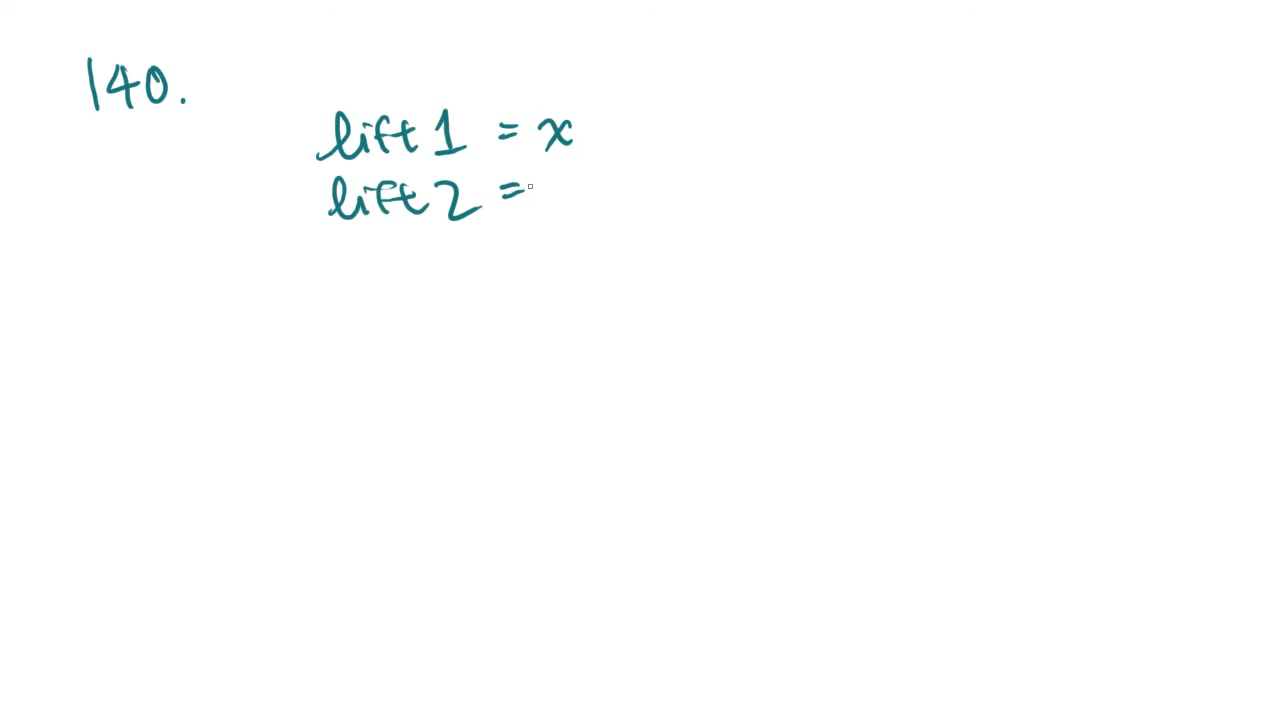 140.
lift 1 = x
lift 2 =